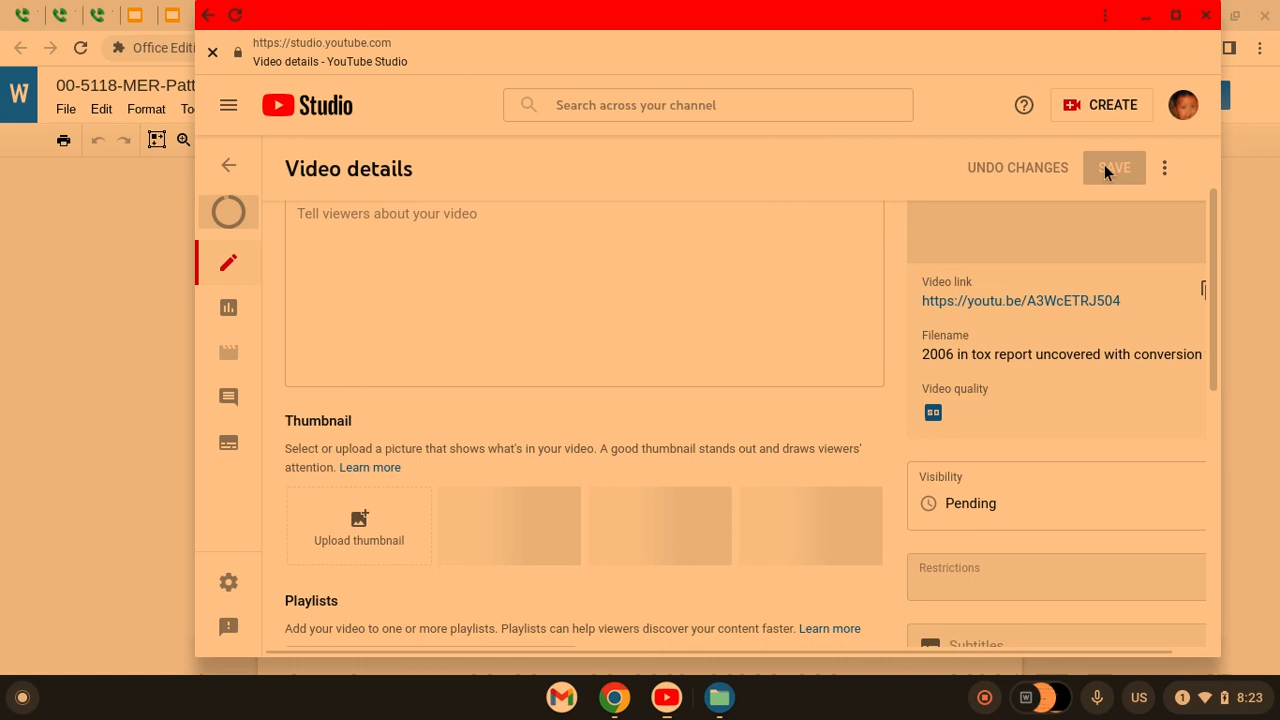 Office Editi
W
00-5118-MER-Patt
File Edit Format To
https://studio.youtube.com
Video details - YouTube Studio
Studio
Search across your channel
CREATE
Video details
UNDO CHANGES
SAVE
Tell viewers about your video
Video link
https://youtu.be/A3WcETRJ504
Filename
2006 in tox report uncovered with conversion
Video quality
SD
Thumbnail
Select or upload a picture that shows what's in your video. A good thumbnail stands out and draws viewers'
attention. Learn more
Upload thumbnail
Visibility
Pending
Restrictions
Subtitles
Playlists
Add your video to one or more playlists. Playlists can help viewers discover your content faster. Learn more
W
US
1
8:23